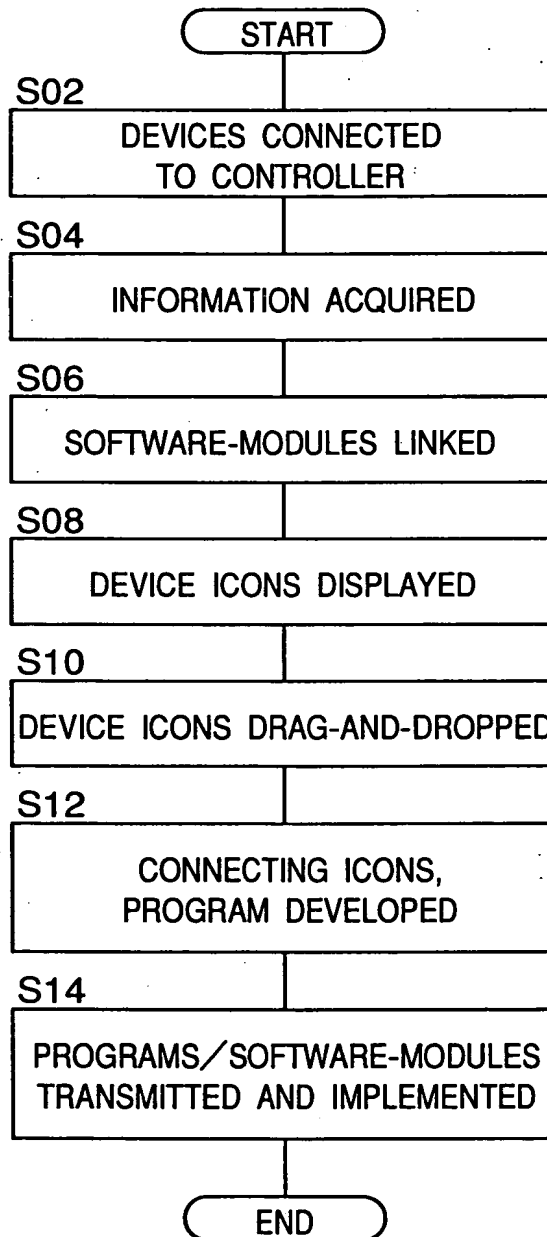 START
S02
DEVICES CONNECTED
TO CONTROLLER
S04
INFORMATION ACQUIRED
S06
SOFTWARE-MODULES LINKED
S08
DEVICE ICONS DISPLAYED
S10
DEVICE ICONS DRAG-AND-DROPPED
S12
CONNECTING ICONS,
PROGRAM DEVELOPED
S14
PROGRAMS/SOFTWARE-MODULES
TRANSMITTED AND IMPLEMENTED
END